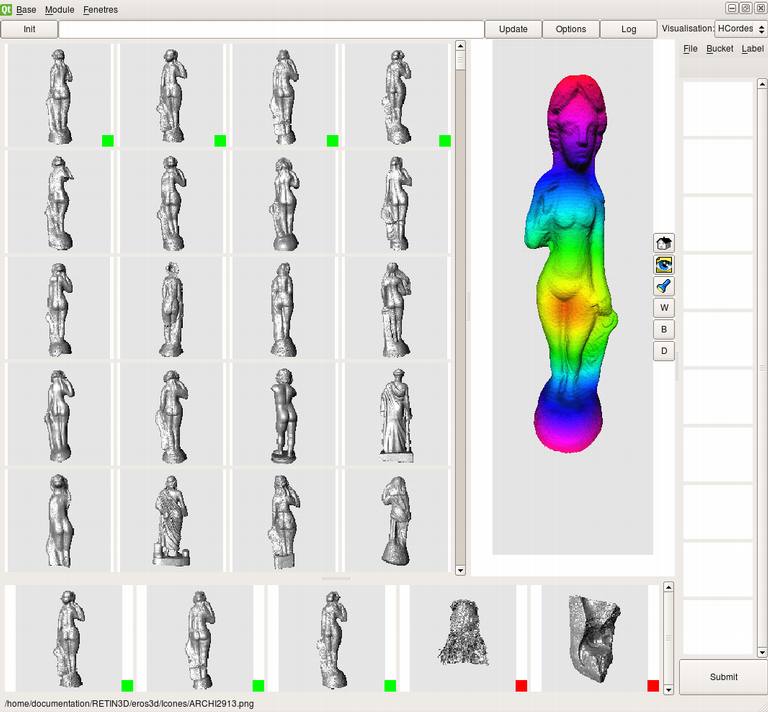 Qt Base Module Fenetres
Init Update Options Log Visualisation: HCordes
File Bucket Label
W
B
D
Submit
/home/documentation/RETIN3D/eros3d/Icones/ARCHI2913.png